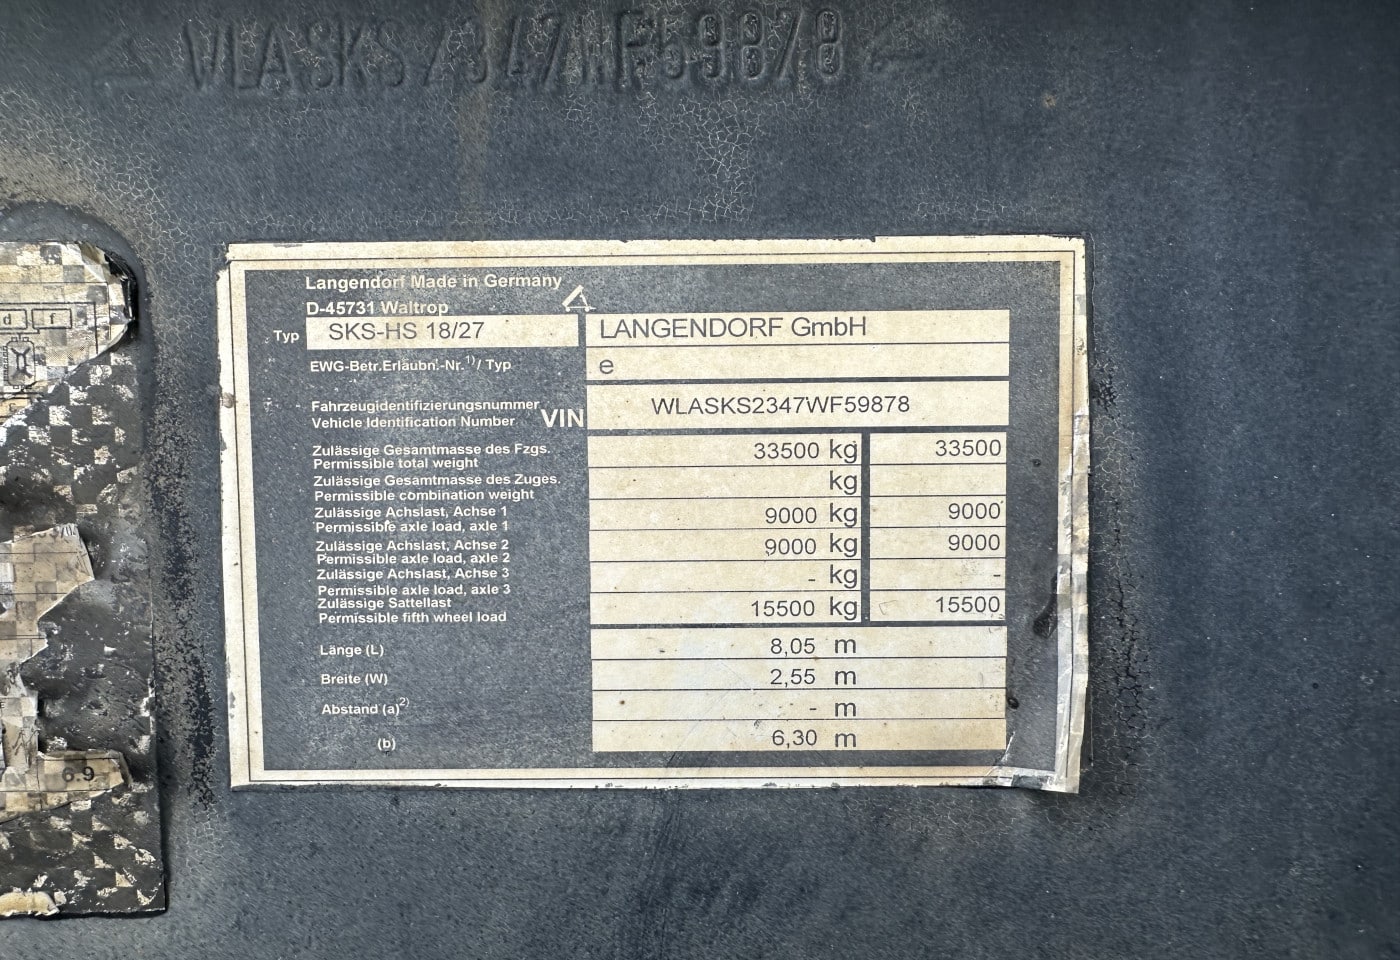 WLASKS2347WF59878
Langendorf Made in Germany
D-45731 Waltrop
Typ SKS-HS 18/27 LANGENDORF GmbH
EWG-Betr.Erlaubn.-Nr.1)/ Typ e
Fahrzeugidentifizierungsnummer
Vehicle Identification Number VIN WLASKS2347WF59878
Zulässige Gesamtmasse des Fzgs.
Permissible total weight 33500 kg 33500
Zulässige Gesamtmasse des Zuges.
Permissible combination weight kg
Zulässige Achslast, Achse 1
Permissible axle load, axle 1 9000 kg 9000
Zulässige Achslast, Achse 2
Permissible axle load, axle 2 9000 kg 9000
Zulässige Achslast, Achse 3
Permissible axle load, axle 3 - kg -
Zulässige Sattellast
Permissible fifth wheel load 15500 kg 15500
Länge (L) 8,05 m
Breite (W) 2,55 m
Abstand (a)2) - m
(b) 6,30 m
d f
6.9